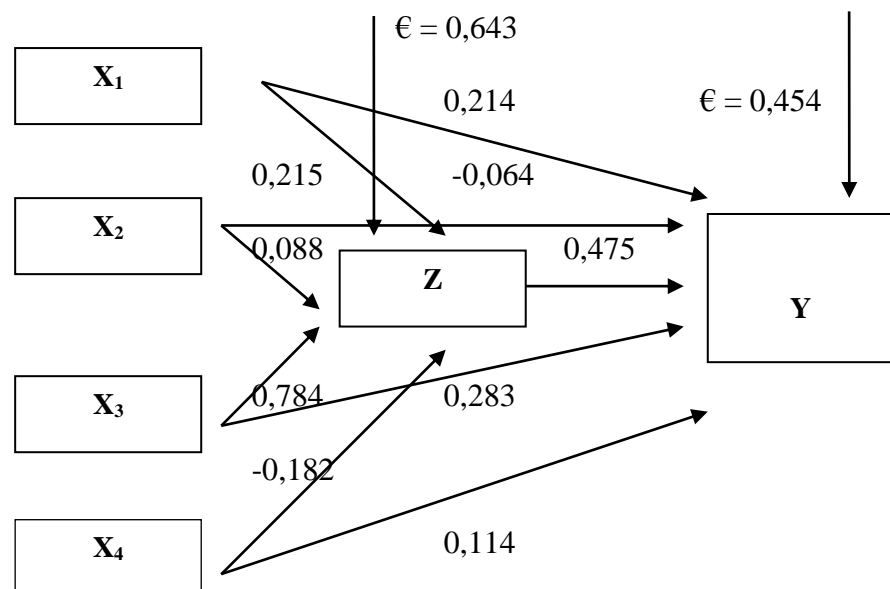 € = 0,643
X₁
0,214
€ = 0,454
0,215
-0,064
X₂
0,088
0,475
Z
Y
X₃
0,784
0,283
-0,182
X₄
0,114